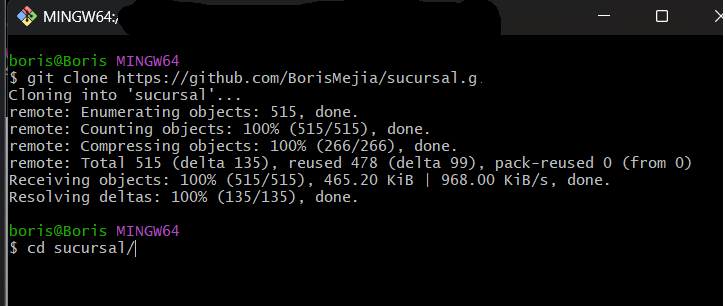 MINGW64:/
boris@Boris MINGW64
$ git clone https://github.com/BorisMejia/sucursal.g
Cloning into 'sucursal'...
remote: Enumerating objects: 515, done.
remote: Counting objects: 100% (515/515), done.
remote: Compressing objects: 100% (266/266), done.
remote: Total 515 (delta 135), reused 478 (delta 99), pack-reused 0 (from 0)
Receiving objects: 100% (515/515), 465.20 KiB | 968.00 KiB/s, done.
Resolving deltas: 100% (135/135), done.
boris@Boris MINGW64
$ cd sucursal/